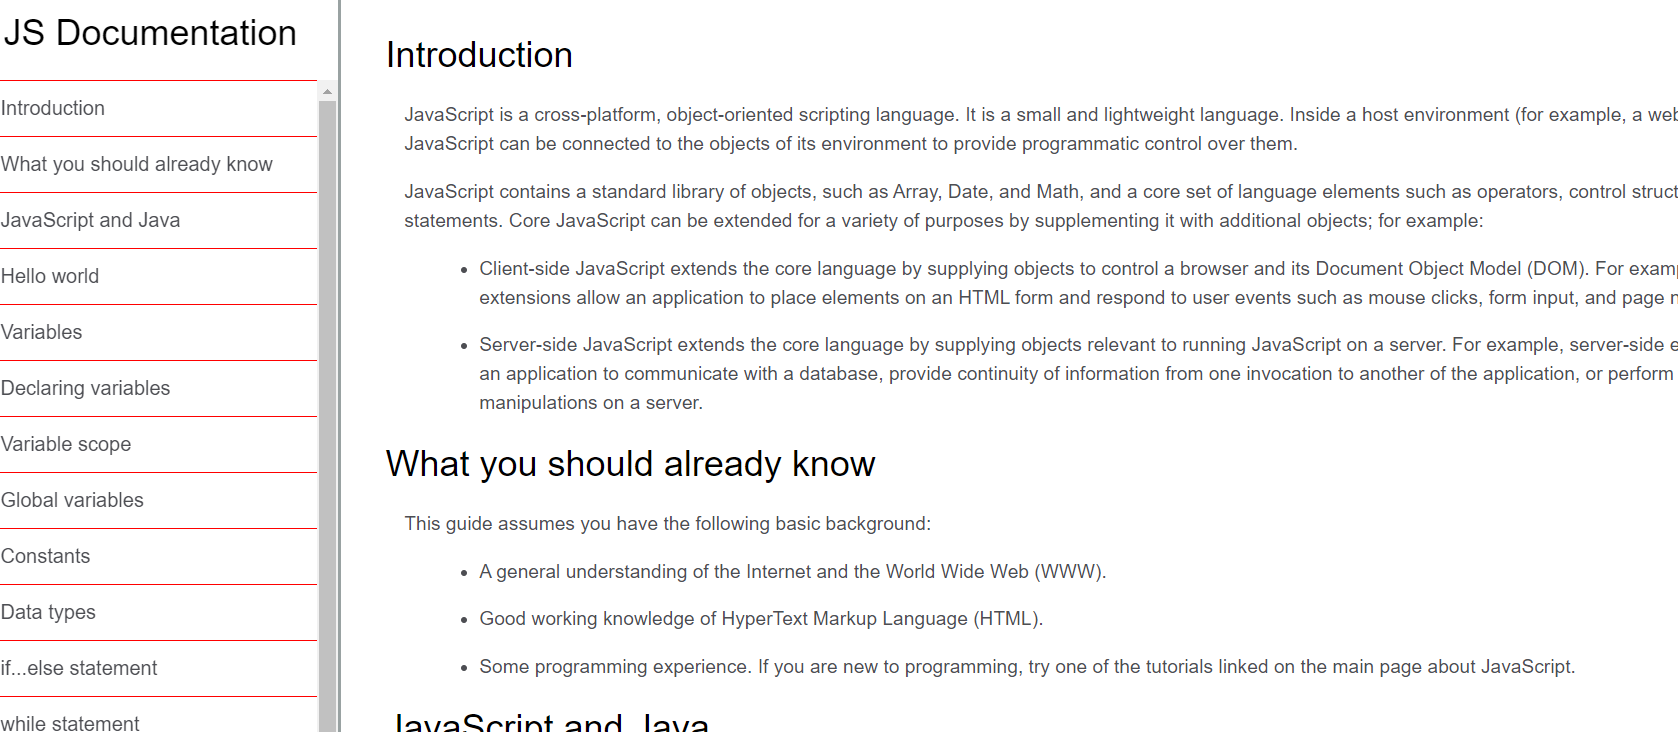 JS Documentation
Introduction
What you should already know
JavaScript and Java
Hello world
Variables
Declaring variables
Variable scope
Global variables
Constants
Data types
if...else statement
while statement
Introduction
JavaScript is a cross-platform, object-oriented scripting language. It is a small and lightweight language. Inside a host environment (for example, a web
JavaScript can be connected to the objects of its environment to provide programmatic control over them.
JavaScript contains a standard library of objects, such as Array, Date, and Math, and a core set of language elements such as operators, control struct
statements. Core JavaScript can be extended for a variety of purposes by supplementing it with additional objects; for example:
• Client-side JavaScript extends the core language by supplying objects to control a browser and its Document Object Model (DOM). For examp
extensions allow an application to place elements on an HTML form and respond to user events such as mouse clicks, form input, and page n
• Server-side JavaScript extends the core language by supplying objects relevant to running JavaScript on a server. For example, server-side e
an application to communicate with a database, provide continuity of information from one invocation to another of the application, or perform
manipulations on a server.
What you should already know
This guide assumes you have the following basic background:
• A general understanding of the Internet and the World Wide Web (WWW).
• Good working knowledge of HyperText Markup Language (HTML).
• Some programming experience. If you are new to programming, try one of the tutorials linked on the main page about JavaScript.
JavaScript and Java